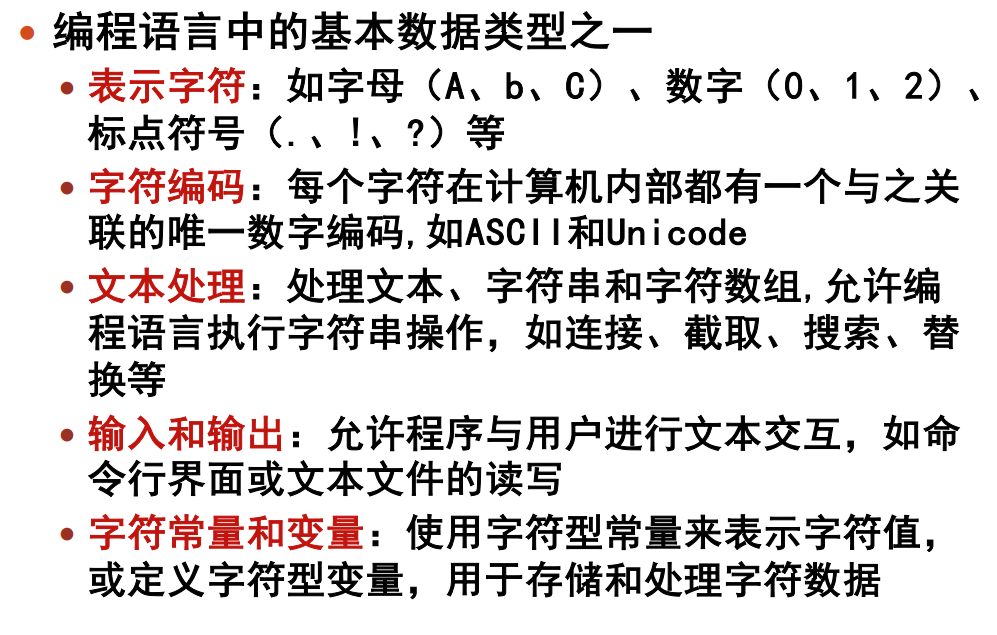 • 编程语言中的基本数据类型之一
• 表示字符：如字母（A、b、C）、数字（0、1、2）、
标点符号（.、!、?）等
• 字符编码：每个字符在计算机内部都有一个与之关
联的唯一数字编码,如ASCII和Unicode
• 文本处理：处理文本、字符串和字符数组,允许编
程语言执行字符串操作，如连接、截取、搜索、替
换等
• 输入和输出：允许程序与用户进行文本交互，如命
令行界面或文本文件的读写
• 字符常量和变量：使用字符型常量来表示字符值，
或定义字符型变量，用于存储和处理字符数据